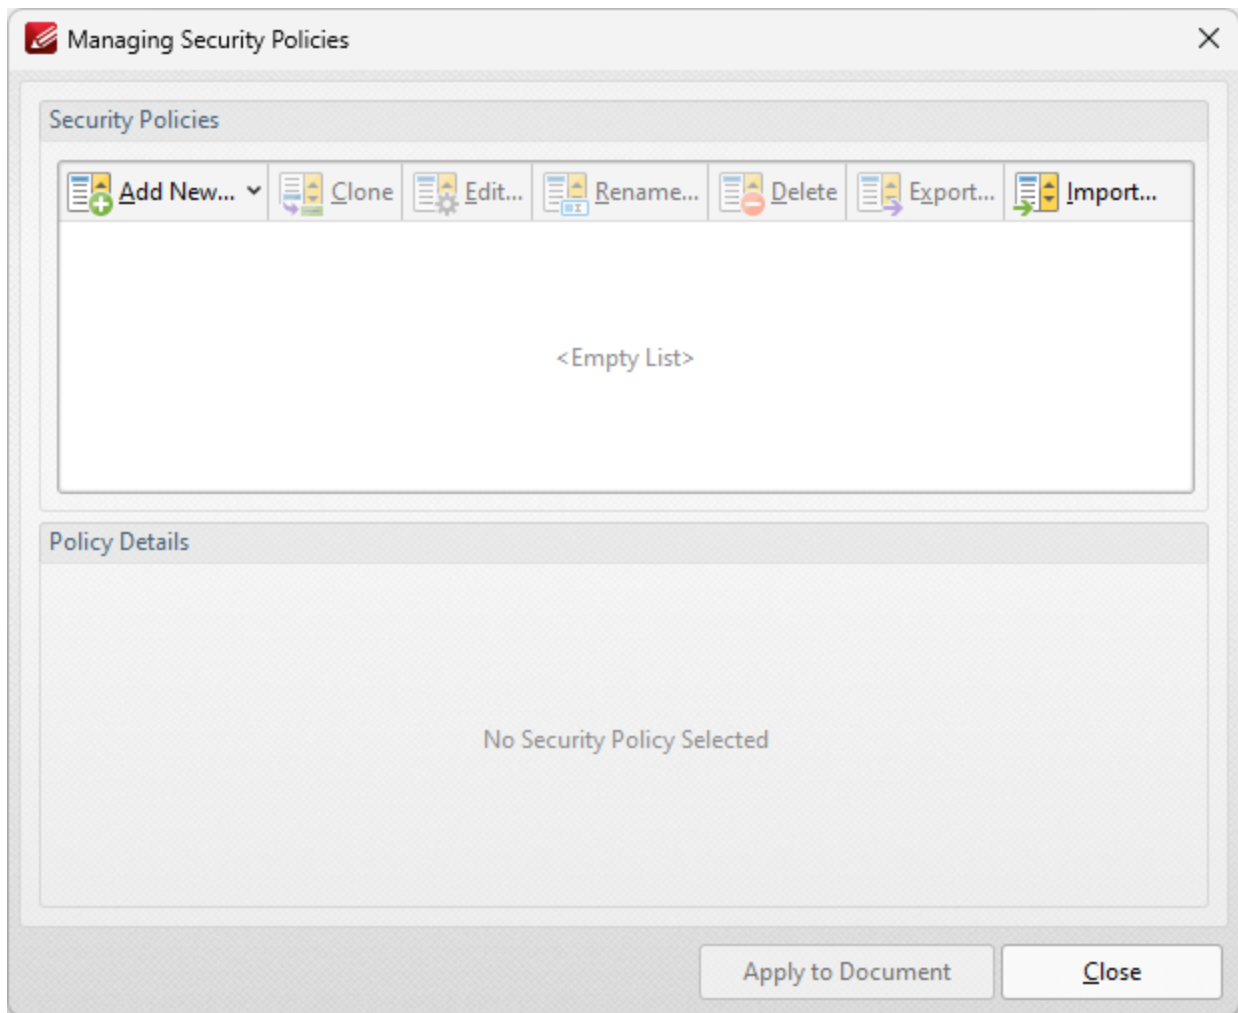 Managing Security Policies
Security Policies
Add New... Clone Edit... Rename... Delete Export... Import...
<Empty List>
Policy Details
No Security Policy Selected
Apply to Document Close